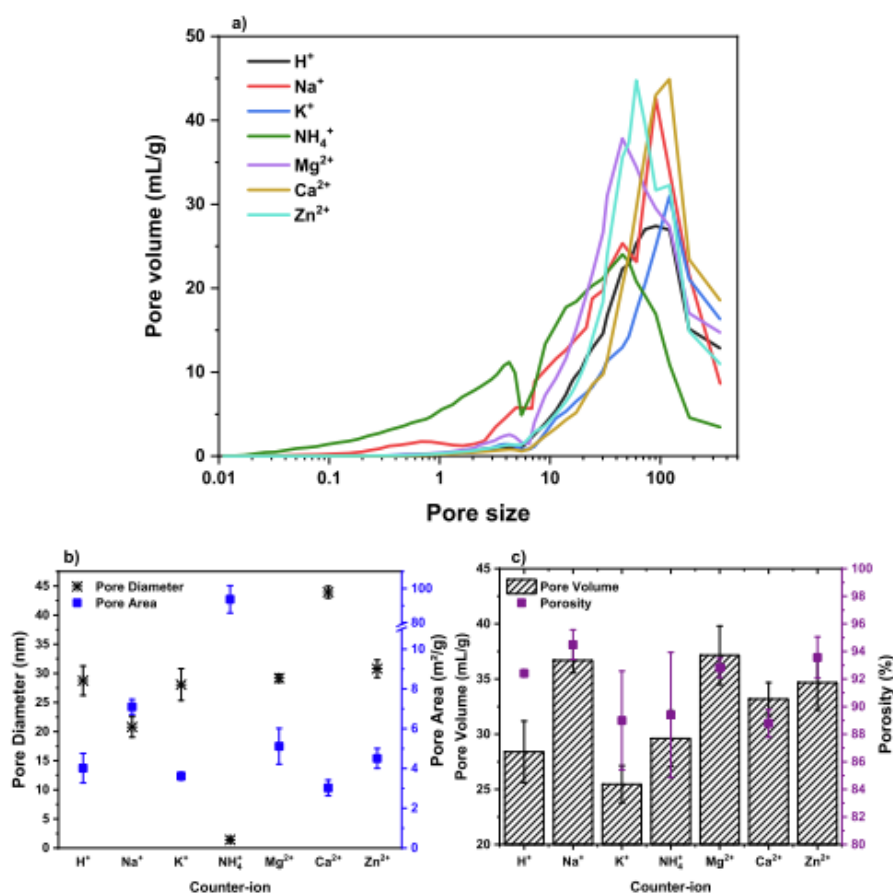 a)
50
40
30
20
10
0
Pore volume (mL/g)
H⁺
Na⁺
K⁺
NH₄⁺
Mg²⁺
Ca²⁺
Zn²⁺
0.01 0.1 1 10 100
Pore size
b)
Pore Diameter
Pore Area
45
40
35
30
25
20
15
10
5
0
Pore Diameter (nm)
100
80
10
8
6
4
2
0
Pore Area (m²/g)
H⁺ Na⁺ K⁺ NH₄⁺ Mg²⁺ Ca²⁺ Zn²⁺
Counter-ion
c)
Pore Volume
Porosity
45
40
35
30
25
20
Pore Volume (mL/g)
100
98
96
94
92
90
88
86
84
82
80
Porosity (%)
H⁺ Na⁺ K⁺ NH₄⁺ Mg²⁺ Ca²⁺ Zn²⁺
Counter-ion